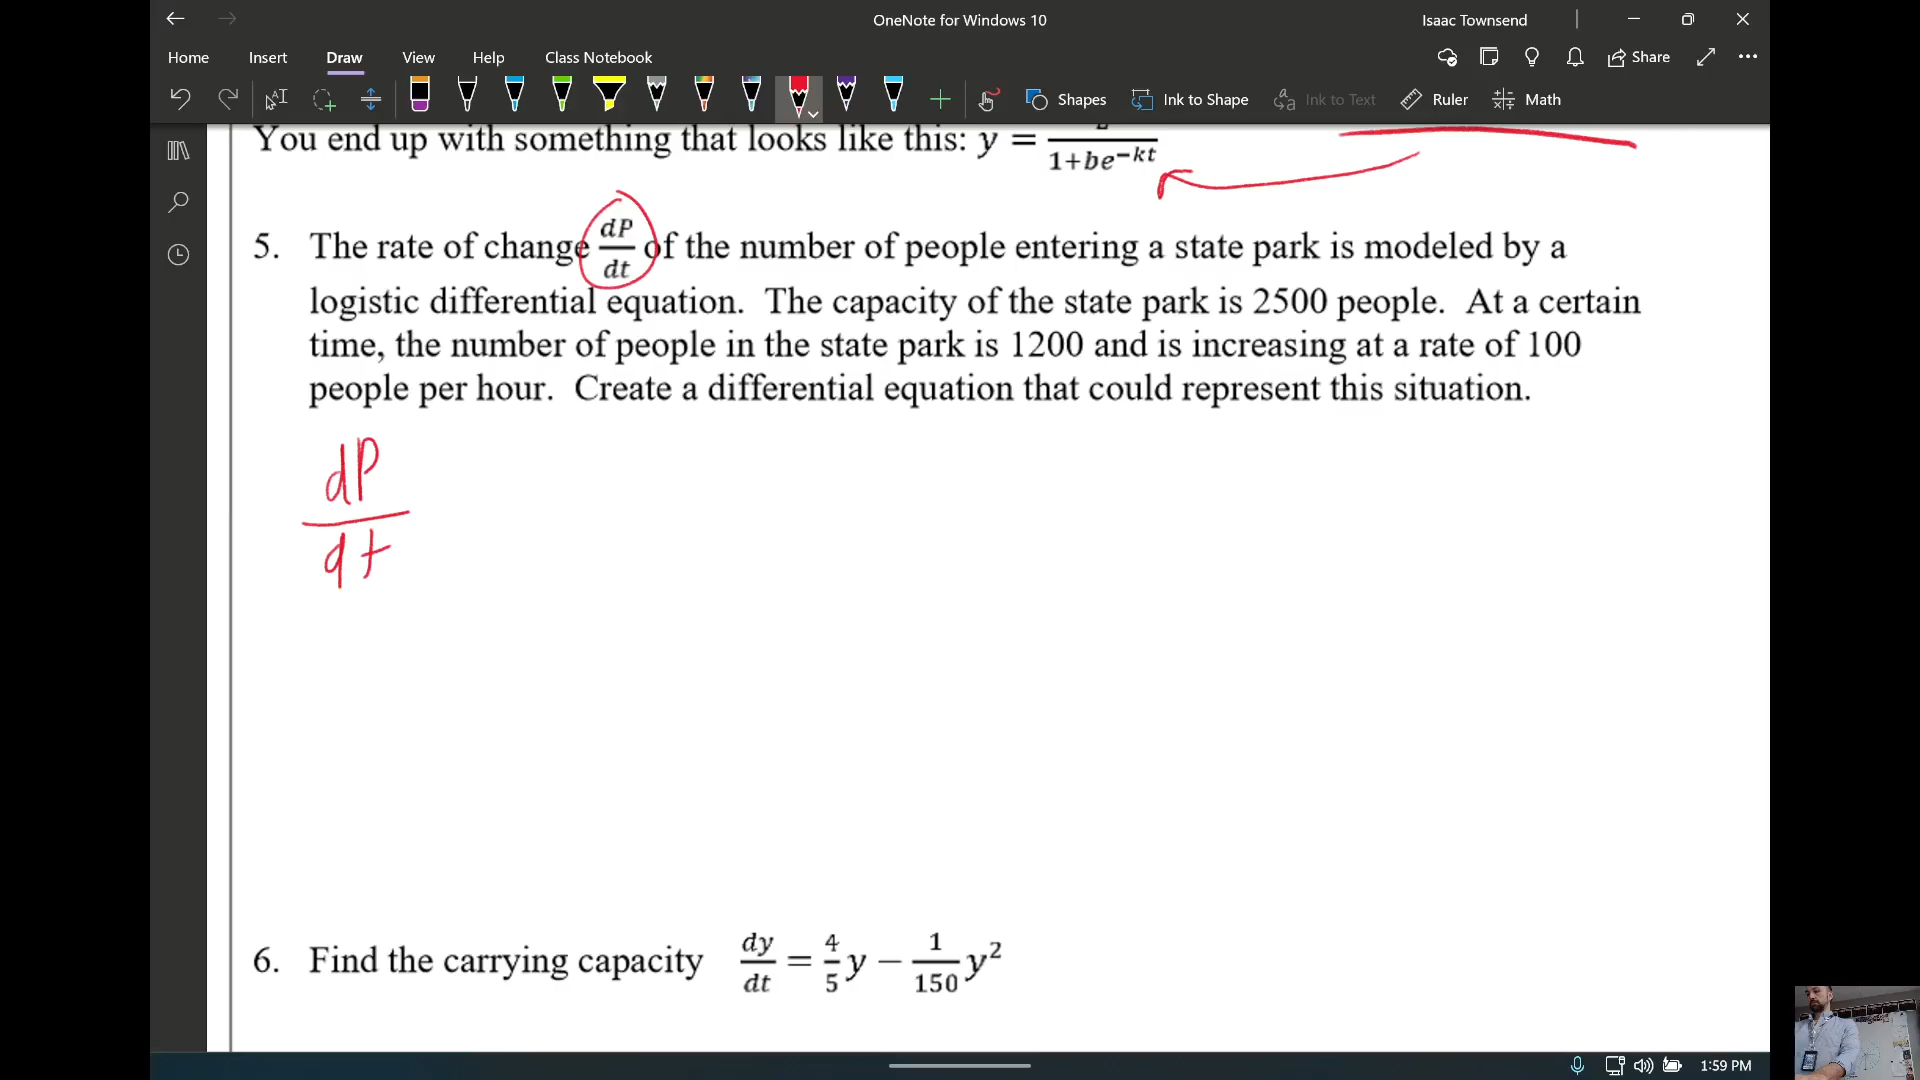 OneNote for Windows 10
Isaac Townsend
Home Insert Draw View Help Class Notebook
Share
Shapes Ink to Shape Ink to Text Ruler Math
You end up with something that looks like this: y = 1+be^{-kt}
5. The rate of change dP/dt of the number of people entering a state park is modeled by a
logistic differential equation. The capacity of the state park is 2500 people. At a certain
time, the number of people in the state park is 1200 and is increasing at a rate of 100
people per hour. Create a differential equation that could represent this situation.
dP
dt
6. Find the carrying capacity dy/dt = 4/5 y − 1/150 y²
1:59 PM